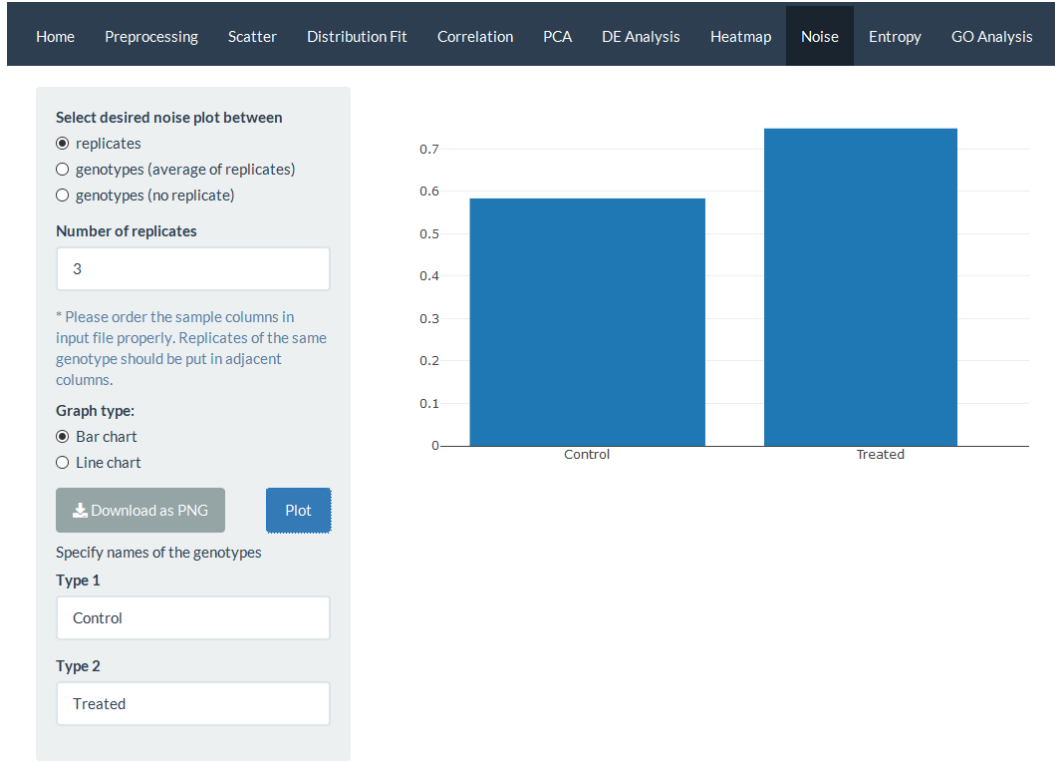 Home Preprocessing Scatter Distribution Fit Correlation PCA DE Analysis Heatmap Noise Entropy GO Analysis
Select desired noise plot between
replicates
genotypes (average of replicates)
genotypes (no replicate)
Number of replicates
3
* Please order the sample columns in
input file properly. Replicates of the same
genotype should be put in adjacent
columns.
Graph type:
Bar chart
Line chart
Download as PNG
Plot
Specify names of the genotypes
Type 1
Control
Type 2
Treated
0.7
0.6
0.5
0.4
0.3
0.2
0.1
0
Control Treated